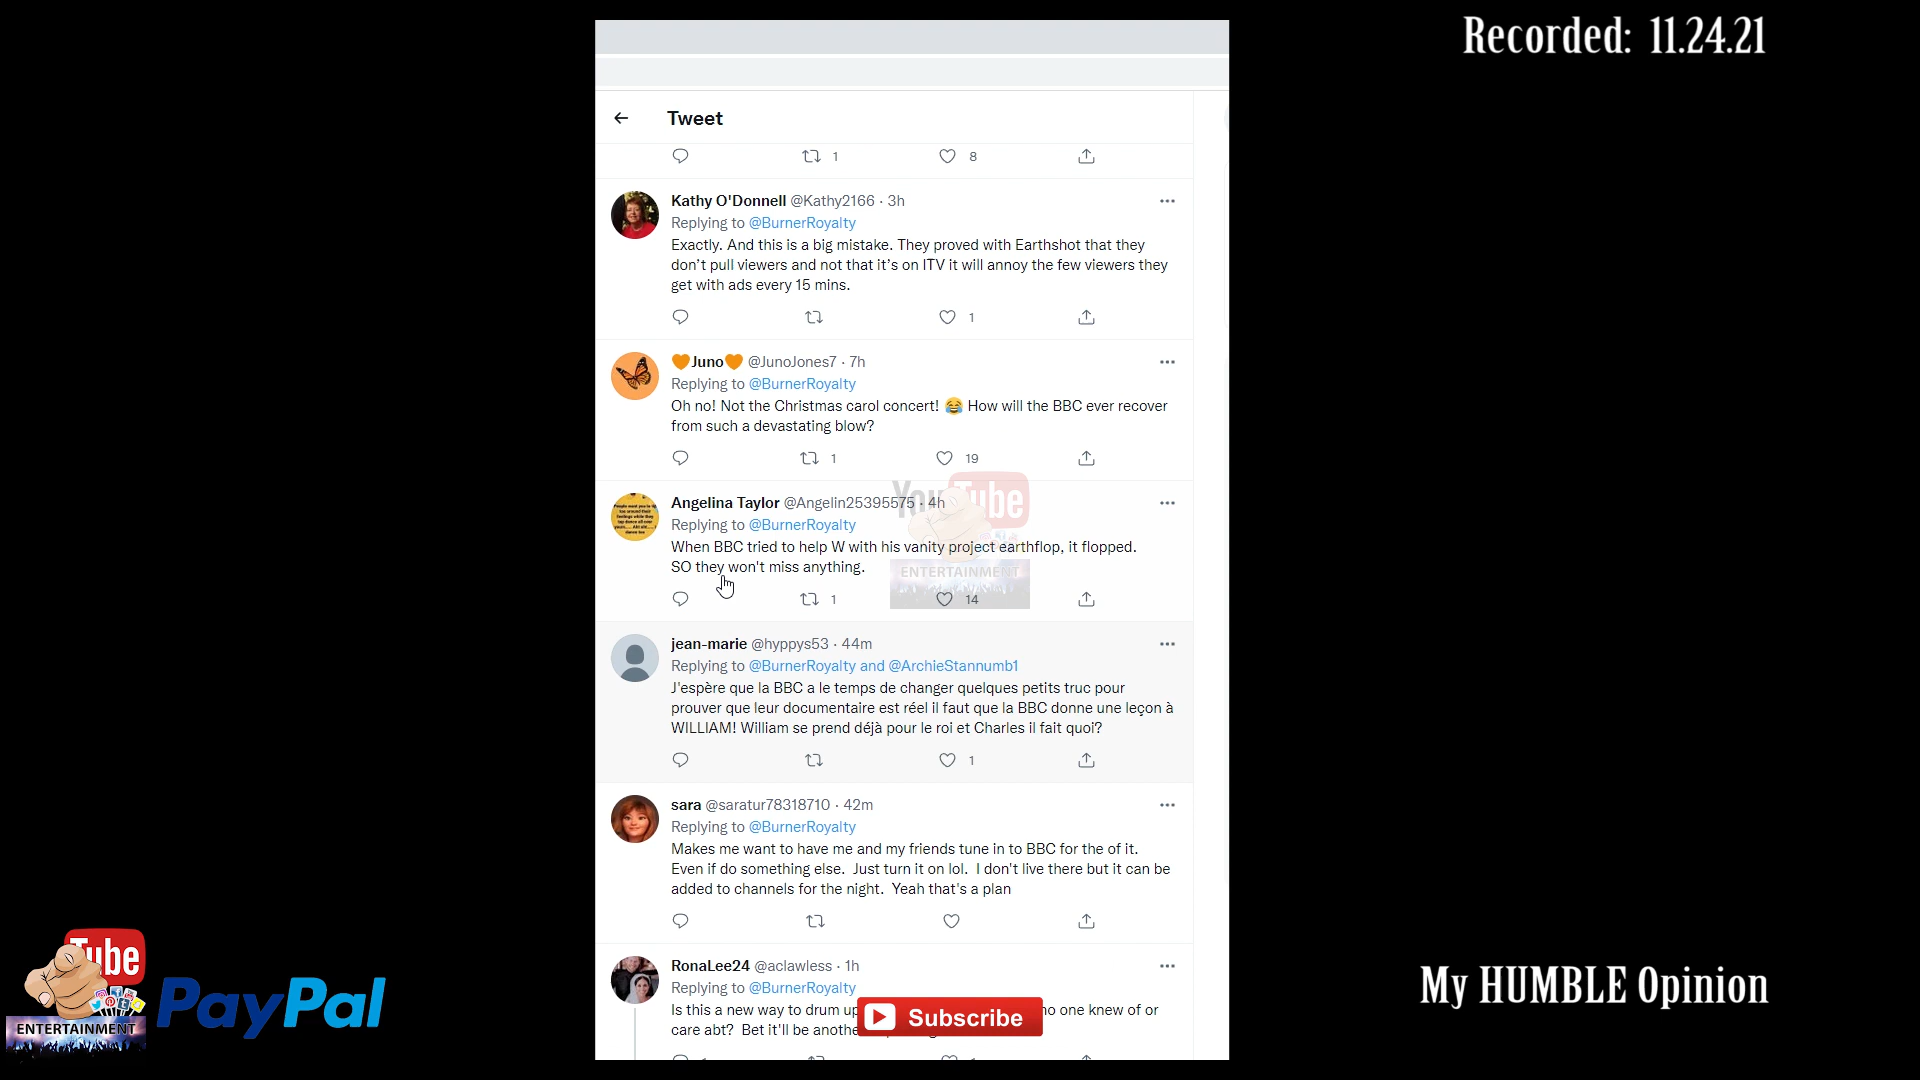 Recorded: 11.24.21
Tweet
1 8
Kathy O'Donnell @Kathy2166 · 3h
Replying to @BurnerRoyalty
Exactly. And this is a big mistake. They proved with Earthshot that they
don't pull viewers and not that it's on ITV it will annoy the few viewers they
get with ads every 15 mins.
1
🧡Juno🧡 @JunoJones7 · 7h
Replying to @BurnerRoyalty
Oh no! Not the Christmas carol concert! 😂 How will the BBC ever recover
from such a devastating blow?
1 19
Angelina Taylor @Angelin25395575 · 4h
Replying to @BurnerRoyalty
When BBC tried to help W with his vanity project earthflop, it flopped.
SO they won't miss anything.
1 14
YouTube
ENTERTAINMENT
jean-marie @hyppys53 · 44m
Replying to @BurnerRoyalty and @ArchieStannumb1
J'espère que la BBC a le temps de changer quelques petits truc pour
prouver que leur documentaire est réel il faut que la BBC donne une leçon à
WILLIAM! William se prend déjà pour le roi et Charles il fait quoi?
1
sara @saratur78318710 · 42m
Replying to @BurnerRoyalty
Makes me want to have me and my friends tune in to BBC for the of it.
Even if do something else. Just turn it on lol. I don't live there but it can be
added to channels for the night. Yeah that's a plan
RonaLee24 @aclawless · 1h
Replying to @BurnerRoyalty
Is this a new way to drum up no one knew of or
care abt? Bet it'll be
Subscribe
Tube
ENTERTAINMENT
PayPal
My HUMBLE Opinion